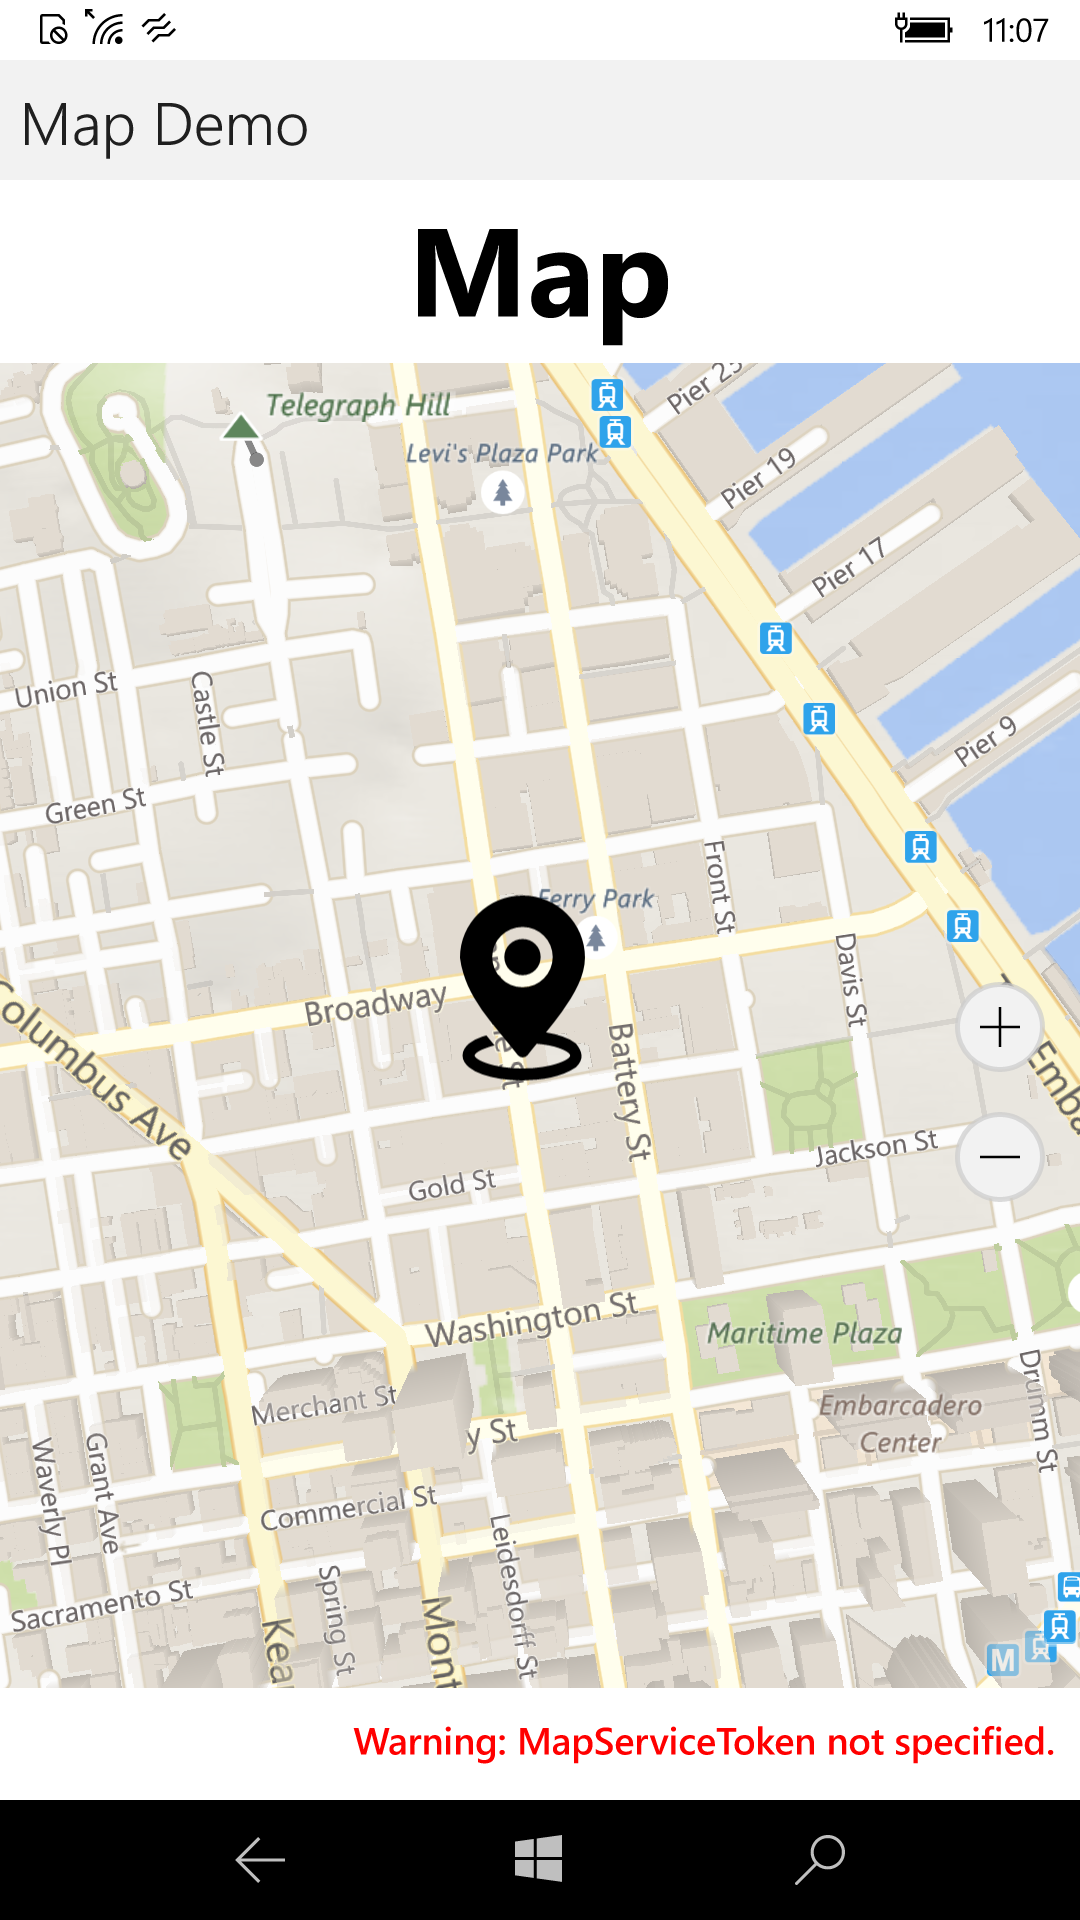 11:07
Map Demo
Map
Pier 23
Telegraph Hill
Levi's Plaza Park
Pier 19
Pier 17
Union St
Castle St
Pier 9
Green St
Front St
Ferry Park
Davis St
Broadway
Columbus Ave
Battery St
Emba
Jackson St
Gold St
Washington St
Maritime Plaza
Drumm St
Merchant St
Embarcadero
Center
y St
Waverly Pl
Grant Ave
Commercial St
Leidesdorff St
Sacramento St
Spring St
Kear
Mont
M
Warning: MapServiceToken not specified.